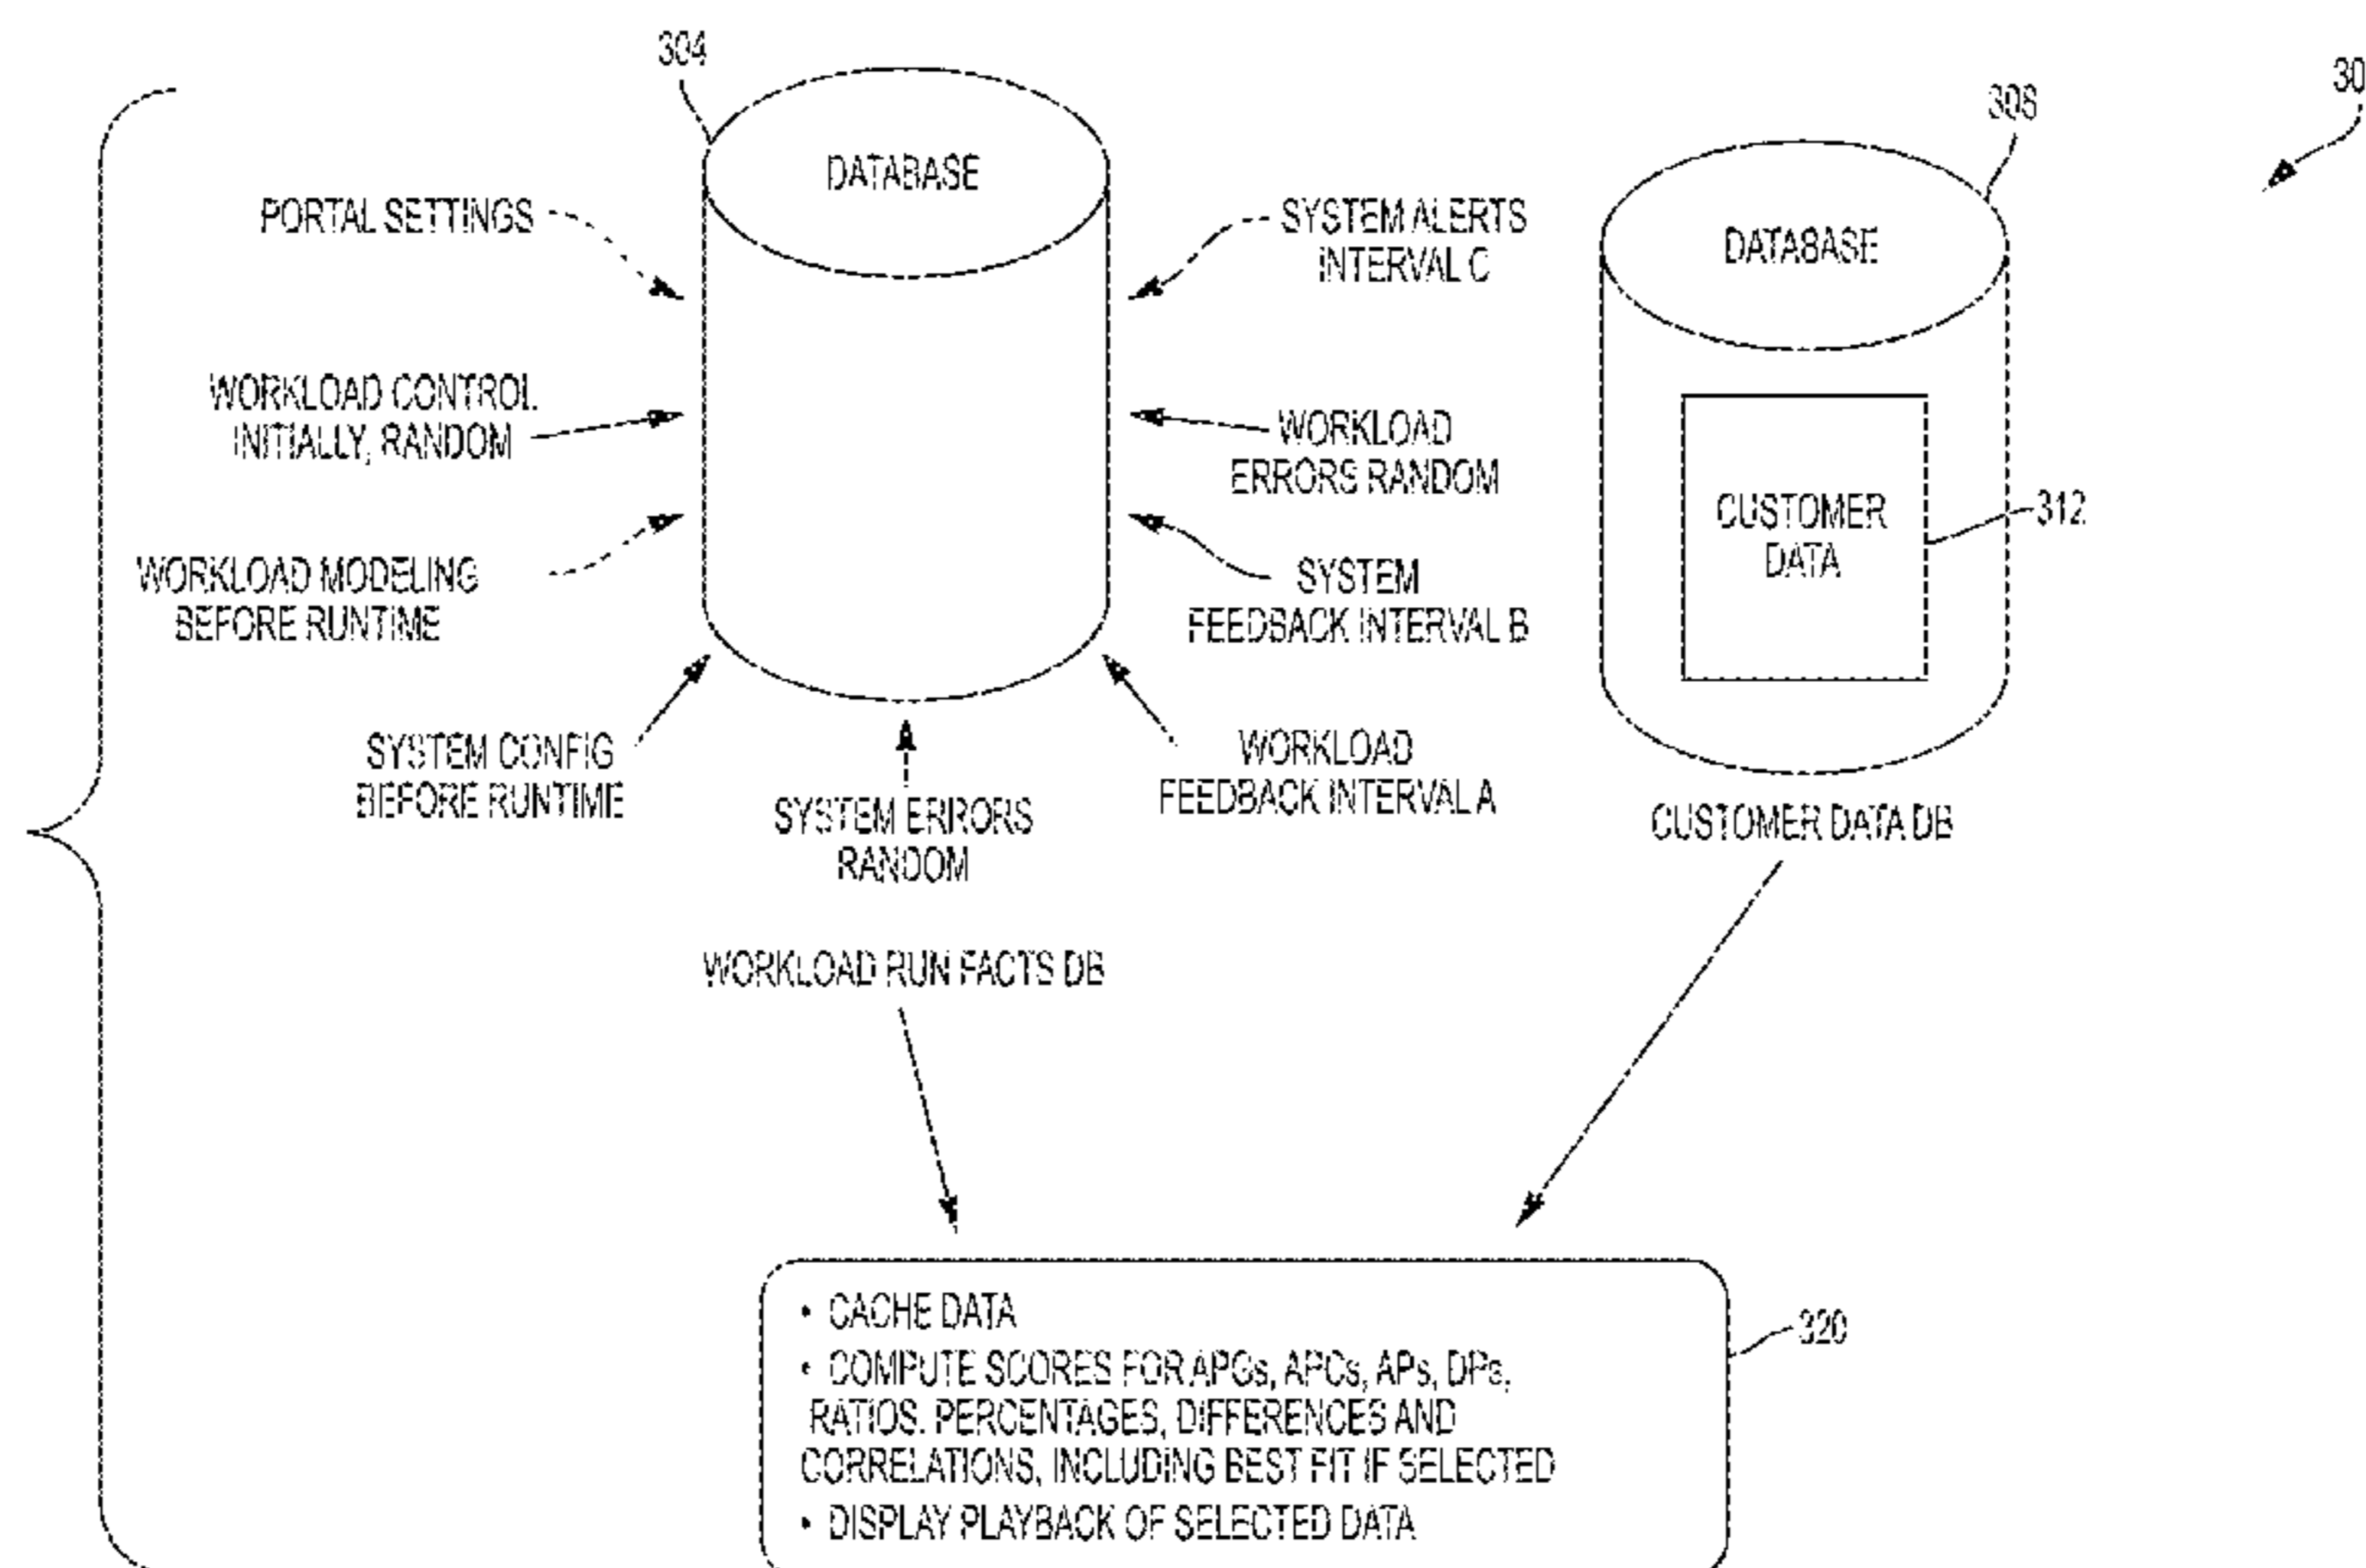 304
30
308
DATABASE
DATABASE
PORTAL SETTINGS
SYSTEM ALERTS
INTERVAL C
WORKLOAD CONTROL
INITIALLY, RANDOM
WORKLOAD
ERRORS RANDOM
CUSTOMER
DATA
312
WORKLOAD MODELING
BEFORE RUNTIME
SYSTEM
FEEDBACK INTERVAL B
SYSTEM CONFIG
BEFORE RUNTIME
SYSTEM ERRORS
RANDOM
WORKLOAD
FEEDBACK INTERVAL A
CUSTOMER DATA DB
WORKLOAD RUN FACTS DB
• CACHE DATA
• COMPUTE SCORES FOR APGs, APCs, APs, DPs,
RATIOS, PERCENTAGES, DIFFERENCES AND
CORRELATIONS, INCLUDING BEST FIT IF SELECTED
• DISPLAY PLAYBACK OF SELECTED DATA
320